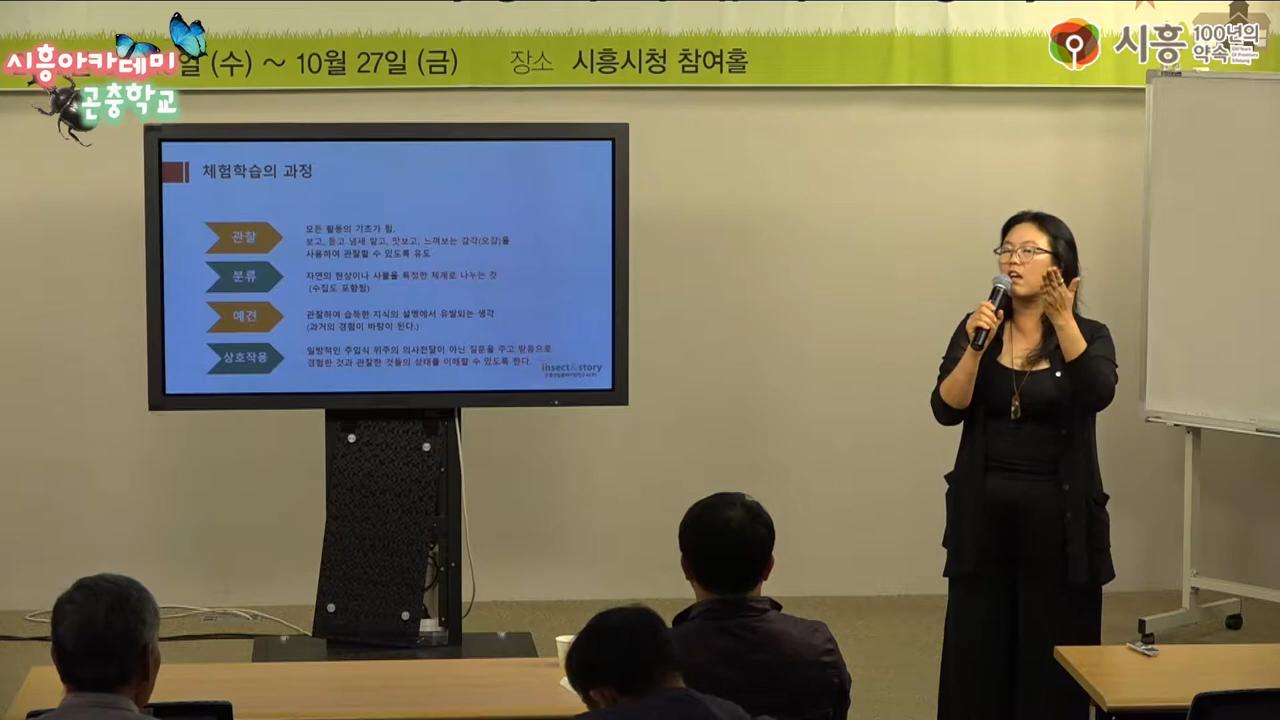 시흥아카데미
곤충학교
일 (수) ~ 10월 27일 (금)
장소 시흥시청 참여홀
시흥 100년의 약속
체험학습의 과정
관찰
모든 활동의 기초가 됨.
보고, 듣고 냄새 맡고, 맛보고, 느껴보는 감각(오감)을
사용하여 관찰할 수 있도록 유도
분류
자연의 현상이나 사물을 특정한 체계로 나누는 것
(수집도 포함됨)
예견
관찰하여 습득한 지식의 설명에서 유발되는 생각
(과거의 경험이 바탕이 된다.)
상호작용
일방적인 주입식 위주의 의사전달이 아닌 질문을 주고 받음으로
경험한 것과 관찰한 것들의 상태를 이해할 수 있도록 한다.
insect&story